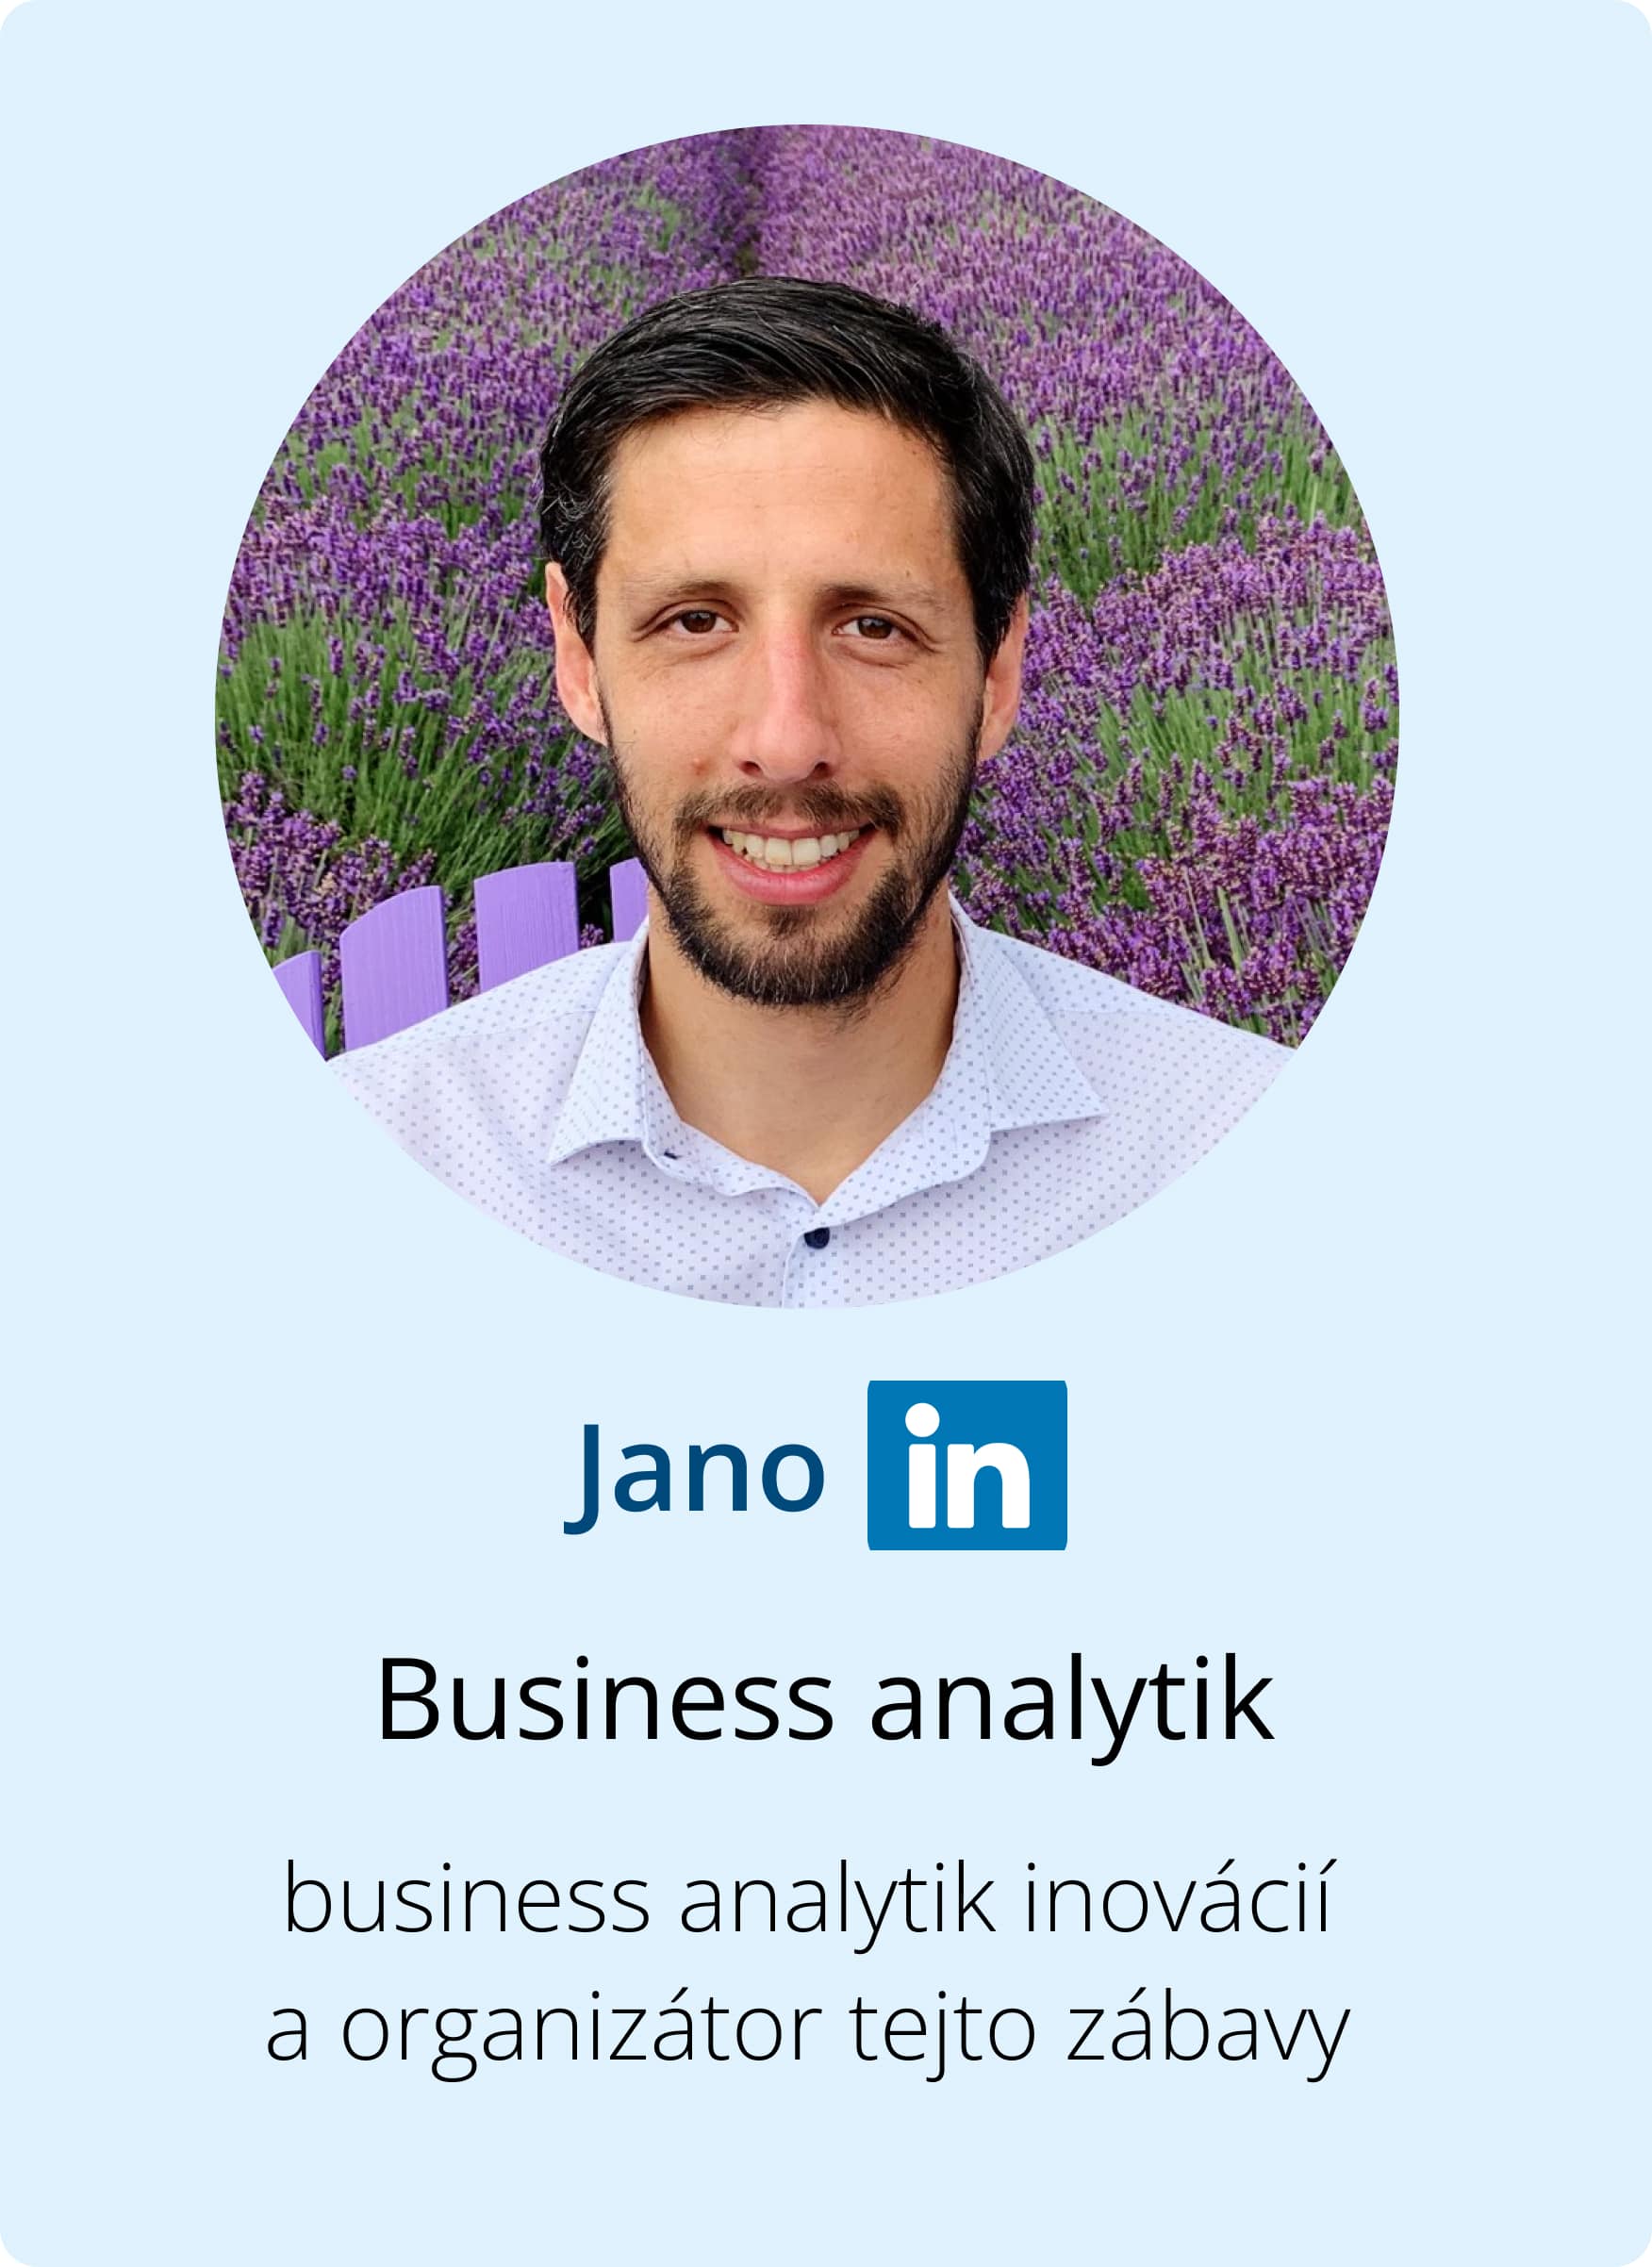 Jano in
Business analytik
business analytik inovácií
a organizátor tejto zábavy